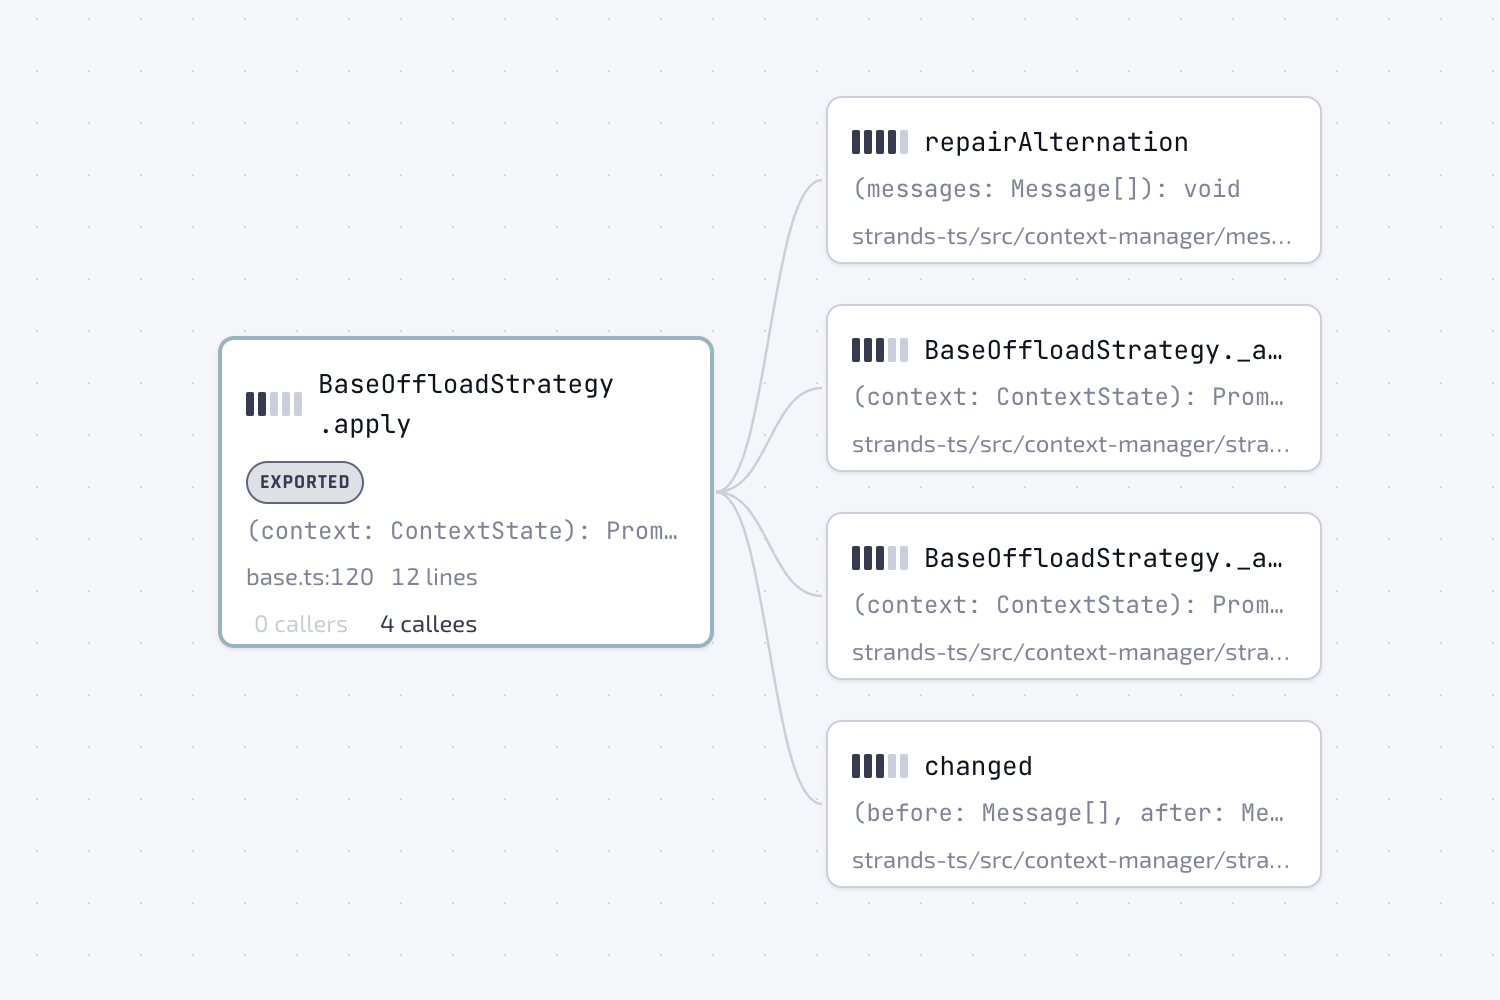 BaseOffloadStrategy
.apply
EXPORTED
(context: ContextState): Prom…
base.ts:120 12 lines
0 callers 4 callees
repairAlternation
(messages: Message[]): void
strands-ts/src/context-manager/mes…
BaseOffloadStrategy._a…
(context: ContextState): Prom…
strands-ts/src/context-manager/stra…
BaseOffloadStrategy._a…
(context: ContextState): Prom…
strands-ts/src/context-manager/stra…
changed
(before: Message[], after: Me…
strands-ts/src/context-manager/stra…